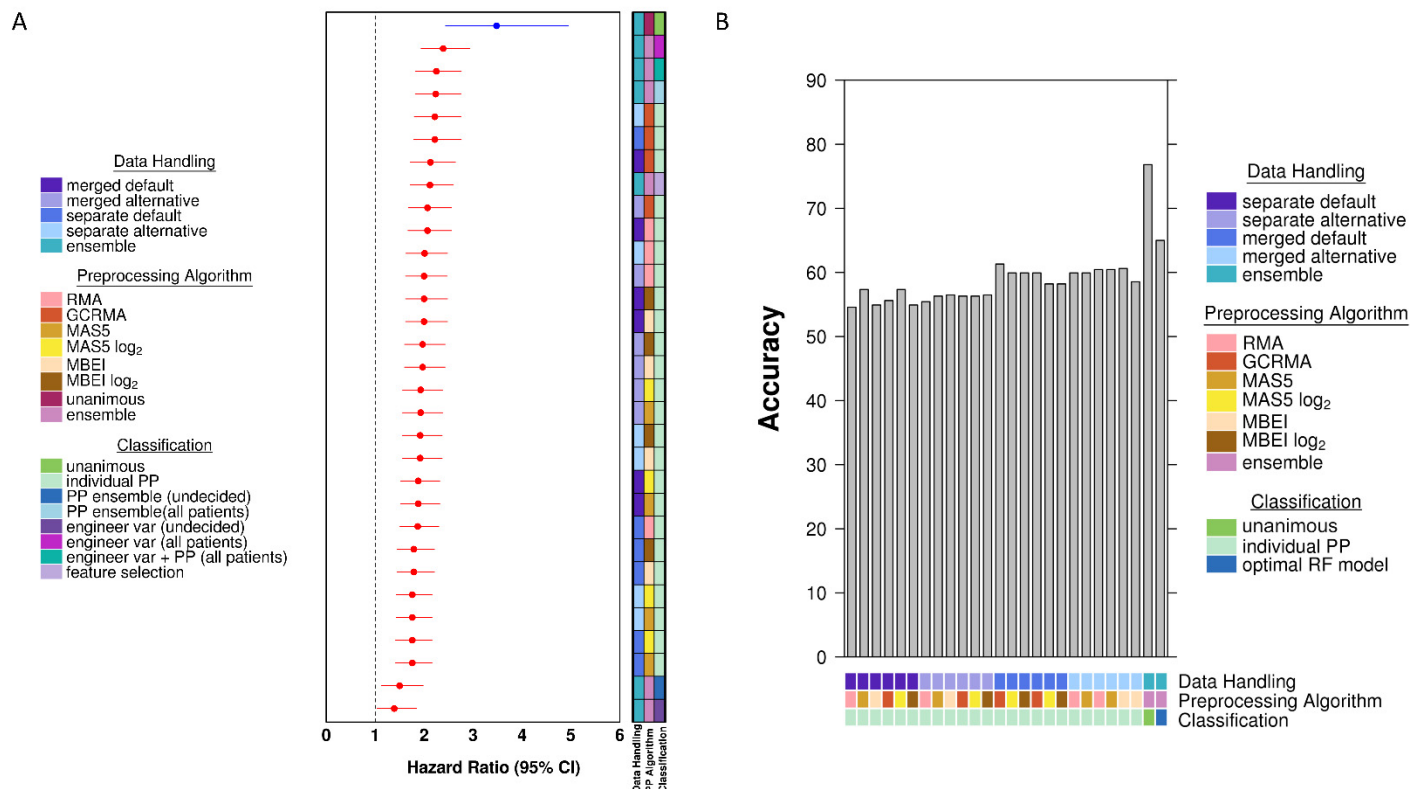 A
Data Handling
merged default
merged alternative
separate default
separate alternative
ensemble
Preprocessing Algorithm
RMA
GCRMA
MAS5
MAS5 log2
MBEI
MBEI log2
unanimous
ensemble
Classification
unanimous
individual PP
PP ensemble (undecided)
PP ensemble(all patients)
engineer var (undecided)
engineer var (all patients)
engineer var + PP (all patients)
feature selection
0 1 2 3 4 5 6
Hazard Ratio (95% CI)
Data Handling
PP Algorithm
Classification
B
90
80
70
60
50
40
30
20
10
0
Accuracy
Data Handling
Preprocessing Algorithm
Classification
Data Handling
separate default
separate alternative
merged default
merged alternative
ensemble
Preprocessing Algorithm
RMA
GCRMA
MAS5
MAS5 log2
MBEI
MBEI log2
ensemble
Classification
unanimous
individual PP
optimal RF model